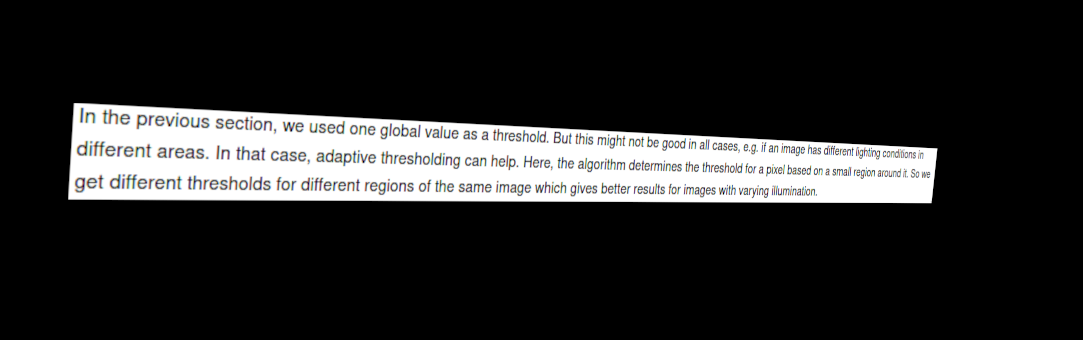 In the previous section, we used one global value as a threshold. But this might not be good in all cases, e.g. if an image has different lighting conditions in
different areas. In that case, adaptive thresholding can help. Here, the algorithm determines the threshold for a pixel based on a small region around it. So we
get different thresholds for different regions of the same image which gives better results for images with varying illumination.